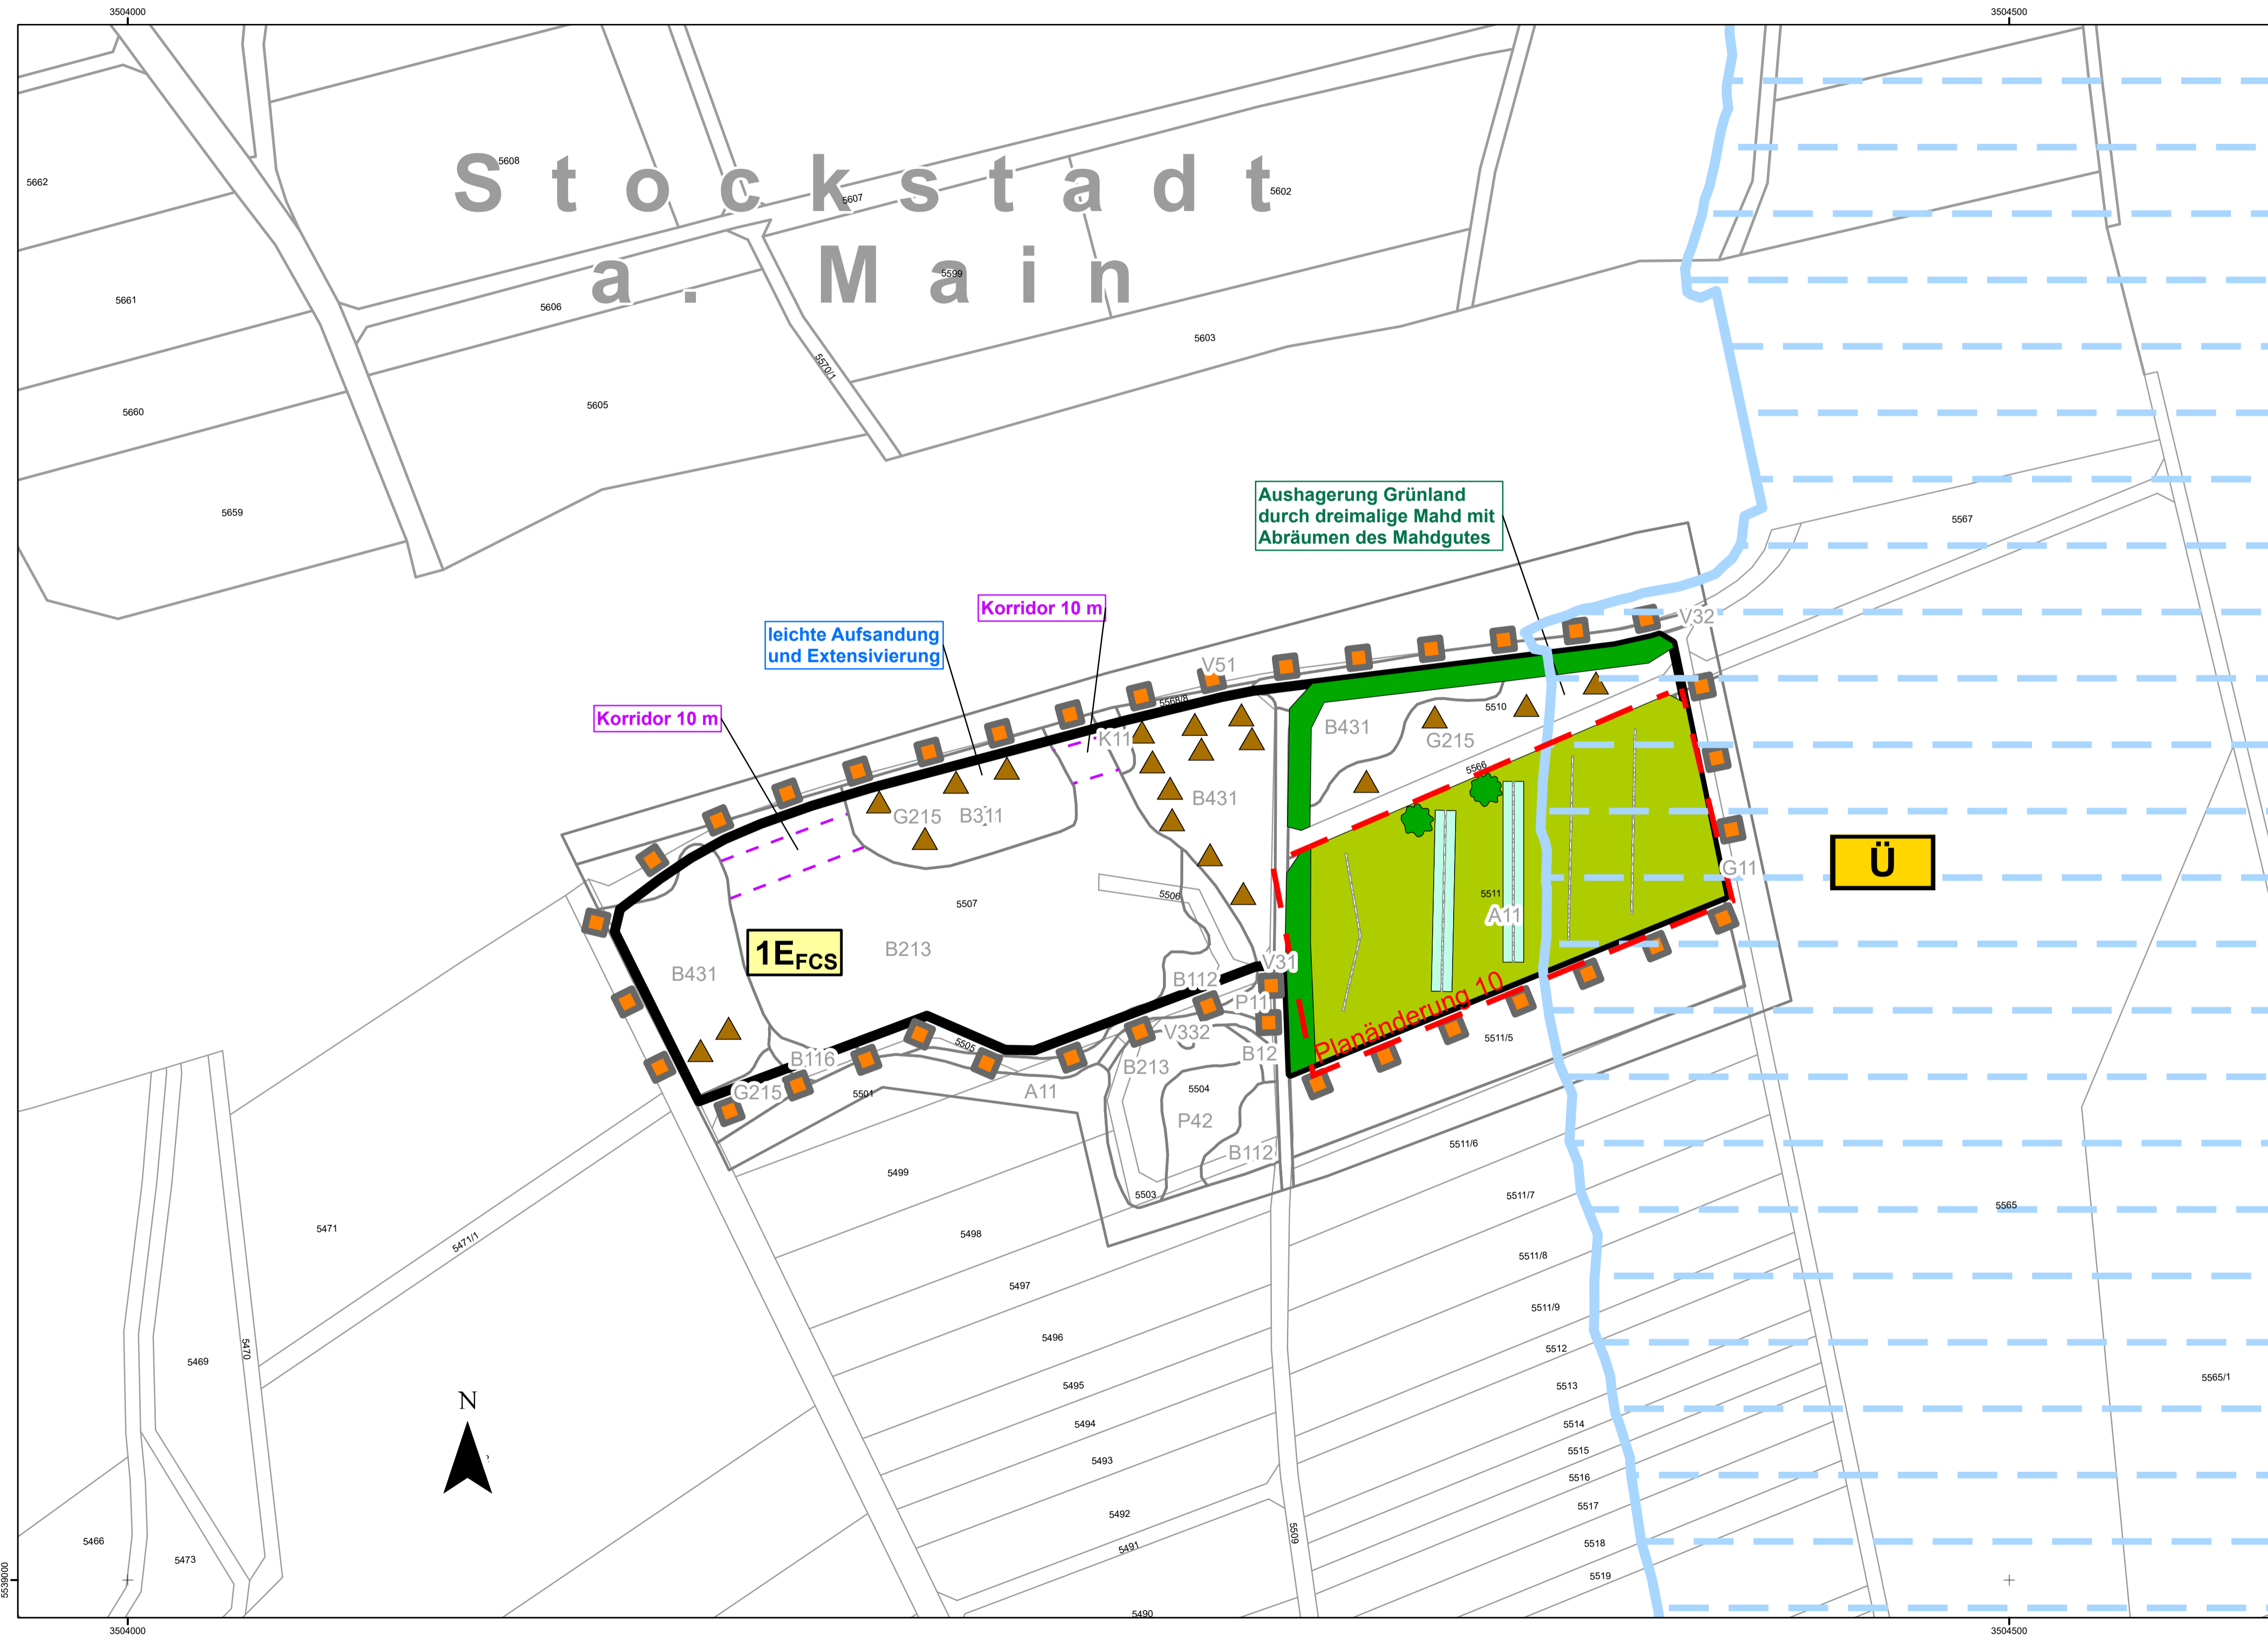 3504000
3504500
S t o c k s t a d t
a . M a i n
5608
5662
5607
5602
5599
5661
5606
5603
5570/1
5660
5605
5659
5567
Aushagerung Grünland
durch dreimalige Mahd mit
Abräumen des Mahdgutes
Korridor 10 m
leichte Aufsandung
und Extensivierung
Korridor 10 m
V32
V51
5568/8
5510
B431
G215
K11
5566
B431
G215
B311
Ü
G11
5511
A11
5506
5507
B213
1EFCS
B431
V31
B112
P11
Planänderung 10
V332
5511/5
5505
B12
B116
B213
G215
5501
A11
5504
P42
B112
5511/6
5499
5503
5511/7
5565
5471
5471/1
5498
5511/8
5497
5511/9
5496
5512
5470
5469
5495
5513
5565/1
N
5494
5514
5515
5493
5516
5492
5517
5509
5466
5491
5518
5473
5519
5539000
5490
3504000
3504500